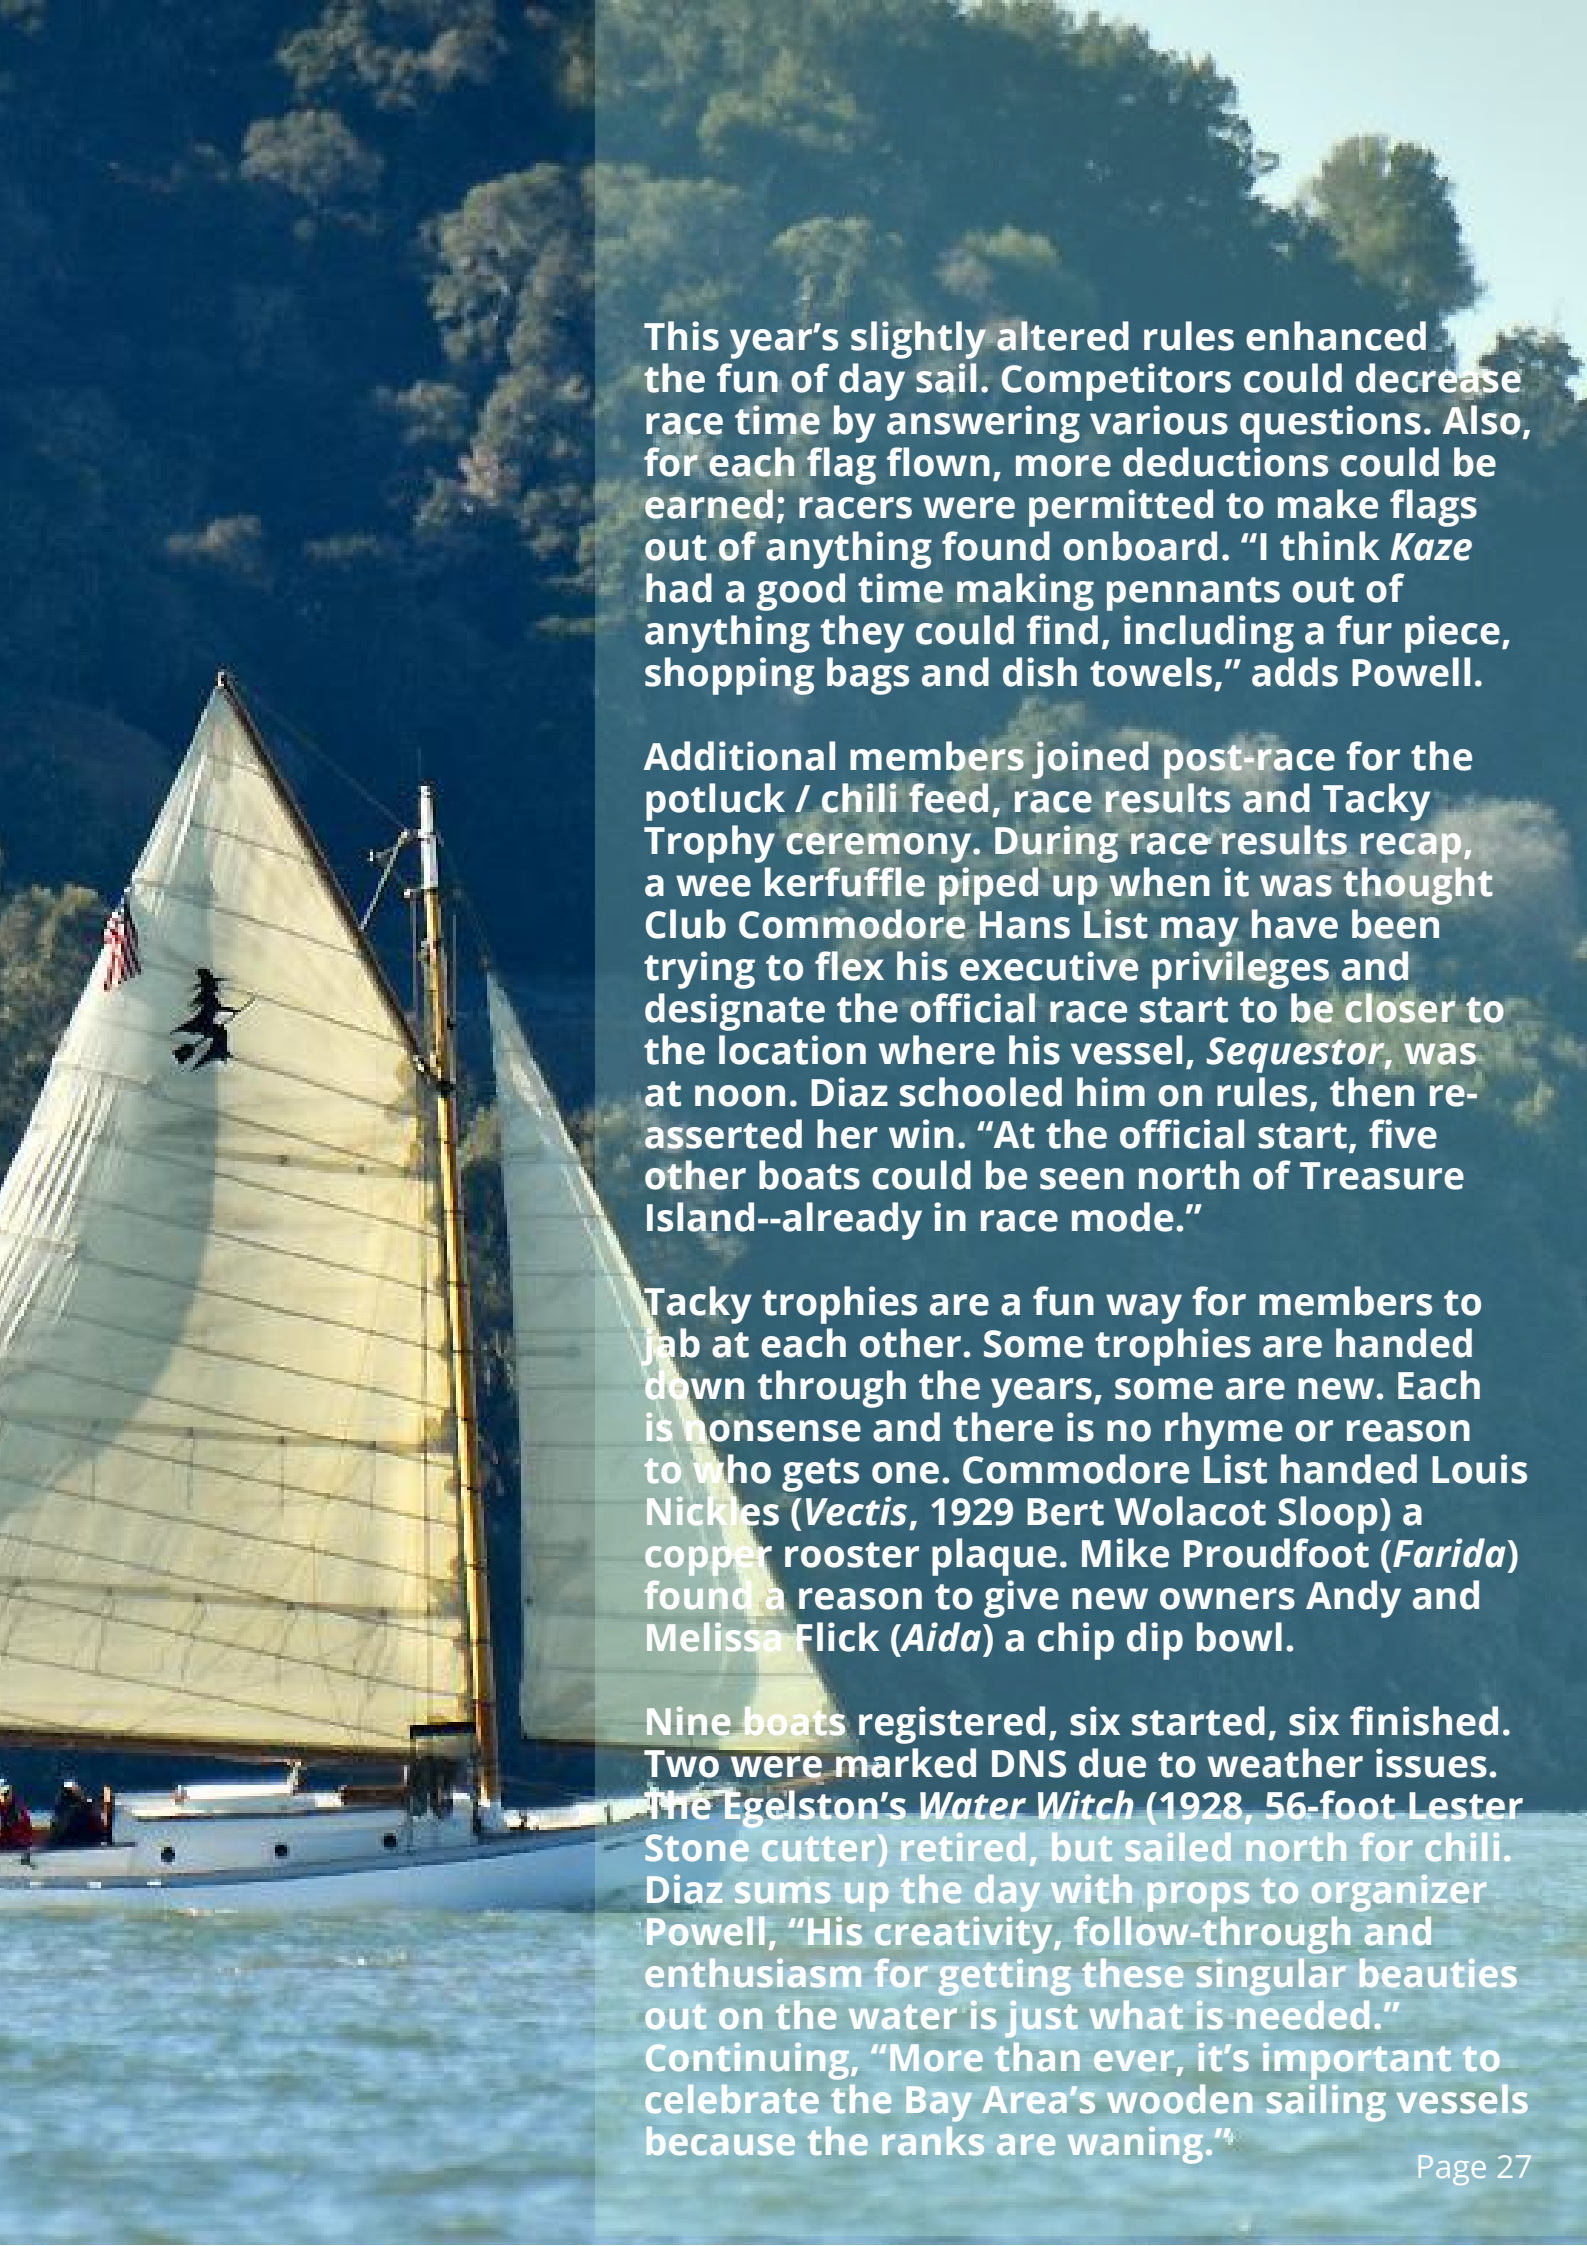 This year’s slightly altered rules enhanced
the fun of day sail. Competitors could decrease
race time by answering various questions. Also,
for each flag flown, more deductions could be
earned; racers were permitted to make flags
out of anything found onboard. “I think Kaze
had a good time making pennants out of
anything they could find, including a fur piece,
shopping bags and dish towels,” adds Powell.
Additional members joined post-race for the
potluck / chili feed, race results and Tacky
Trophy ceremony. During race results recap,
a wee kerfuffle piped up when it was thought
Club Commodore Hans List may have been
trying to flex his executive privileges and
designate the official race start to be closer to
the location where his vessel, Sequestor, was
at noon. Diaz schooled him on rules, then re-
asserted her win. “At the official start, five
other boats could be seen north of Treasure
Island--already in race mode.”
Tacky trophies are a fun way for members to
jab at each other. Some trophies are handed
down through the years, some are new. Each
is nonsense and there is no rhyme or reason
to who gets one. Commodore List handed Louis
Nickles (Vectis, 1929 Bert Wolacot Sloop) a
copper rooster plaque. Mike Proudfoot (Farida)
found a reason to give new owners Andy and
Melissa Flick (Aida) a chip dip bowl.
Nine boats registered, six started, six finished.
Two were marked DNS due to weather issues.
The Egelston’s Water Witch (1928, 56-foot Lester
Stone cutter) retired, but sailed north for chili.
Diaz sums up the day with props to organizer
Powell, “His creativity, follow-through and
enthusiasm for getting these singular beauties
out on the water is just what is needed.”
Continuing, “More than ever, it’s important to
celebrate the Bay Area’s wooden sailing vessels
because the ranks are waning.”
Page 27